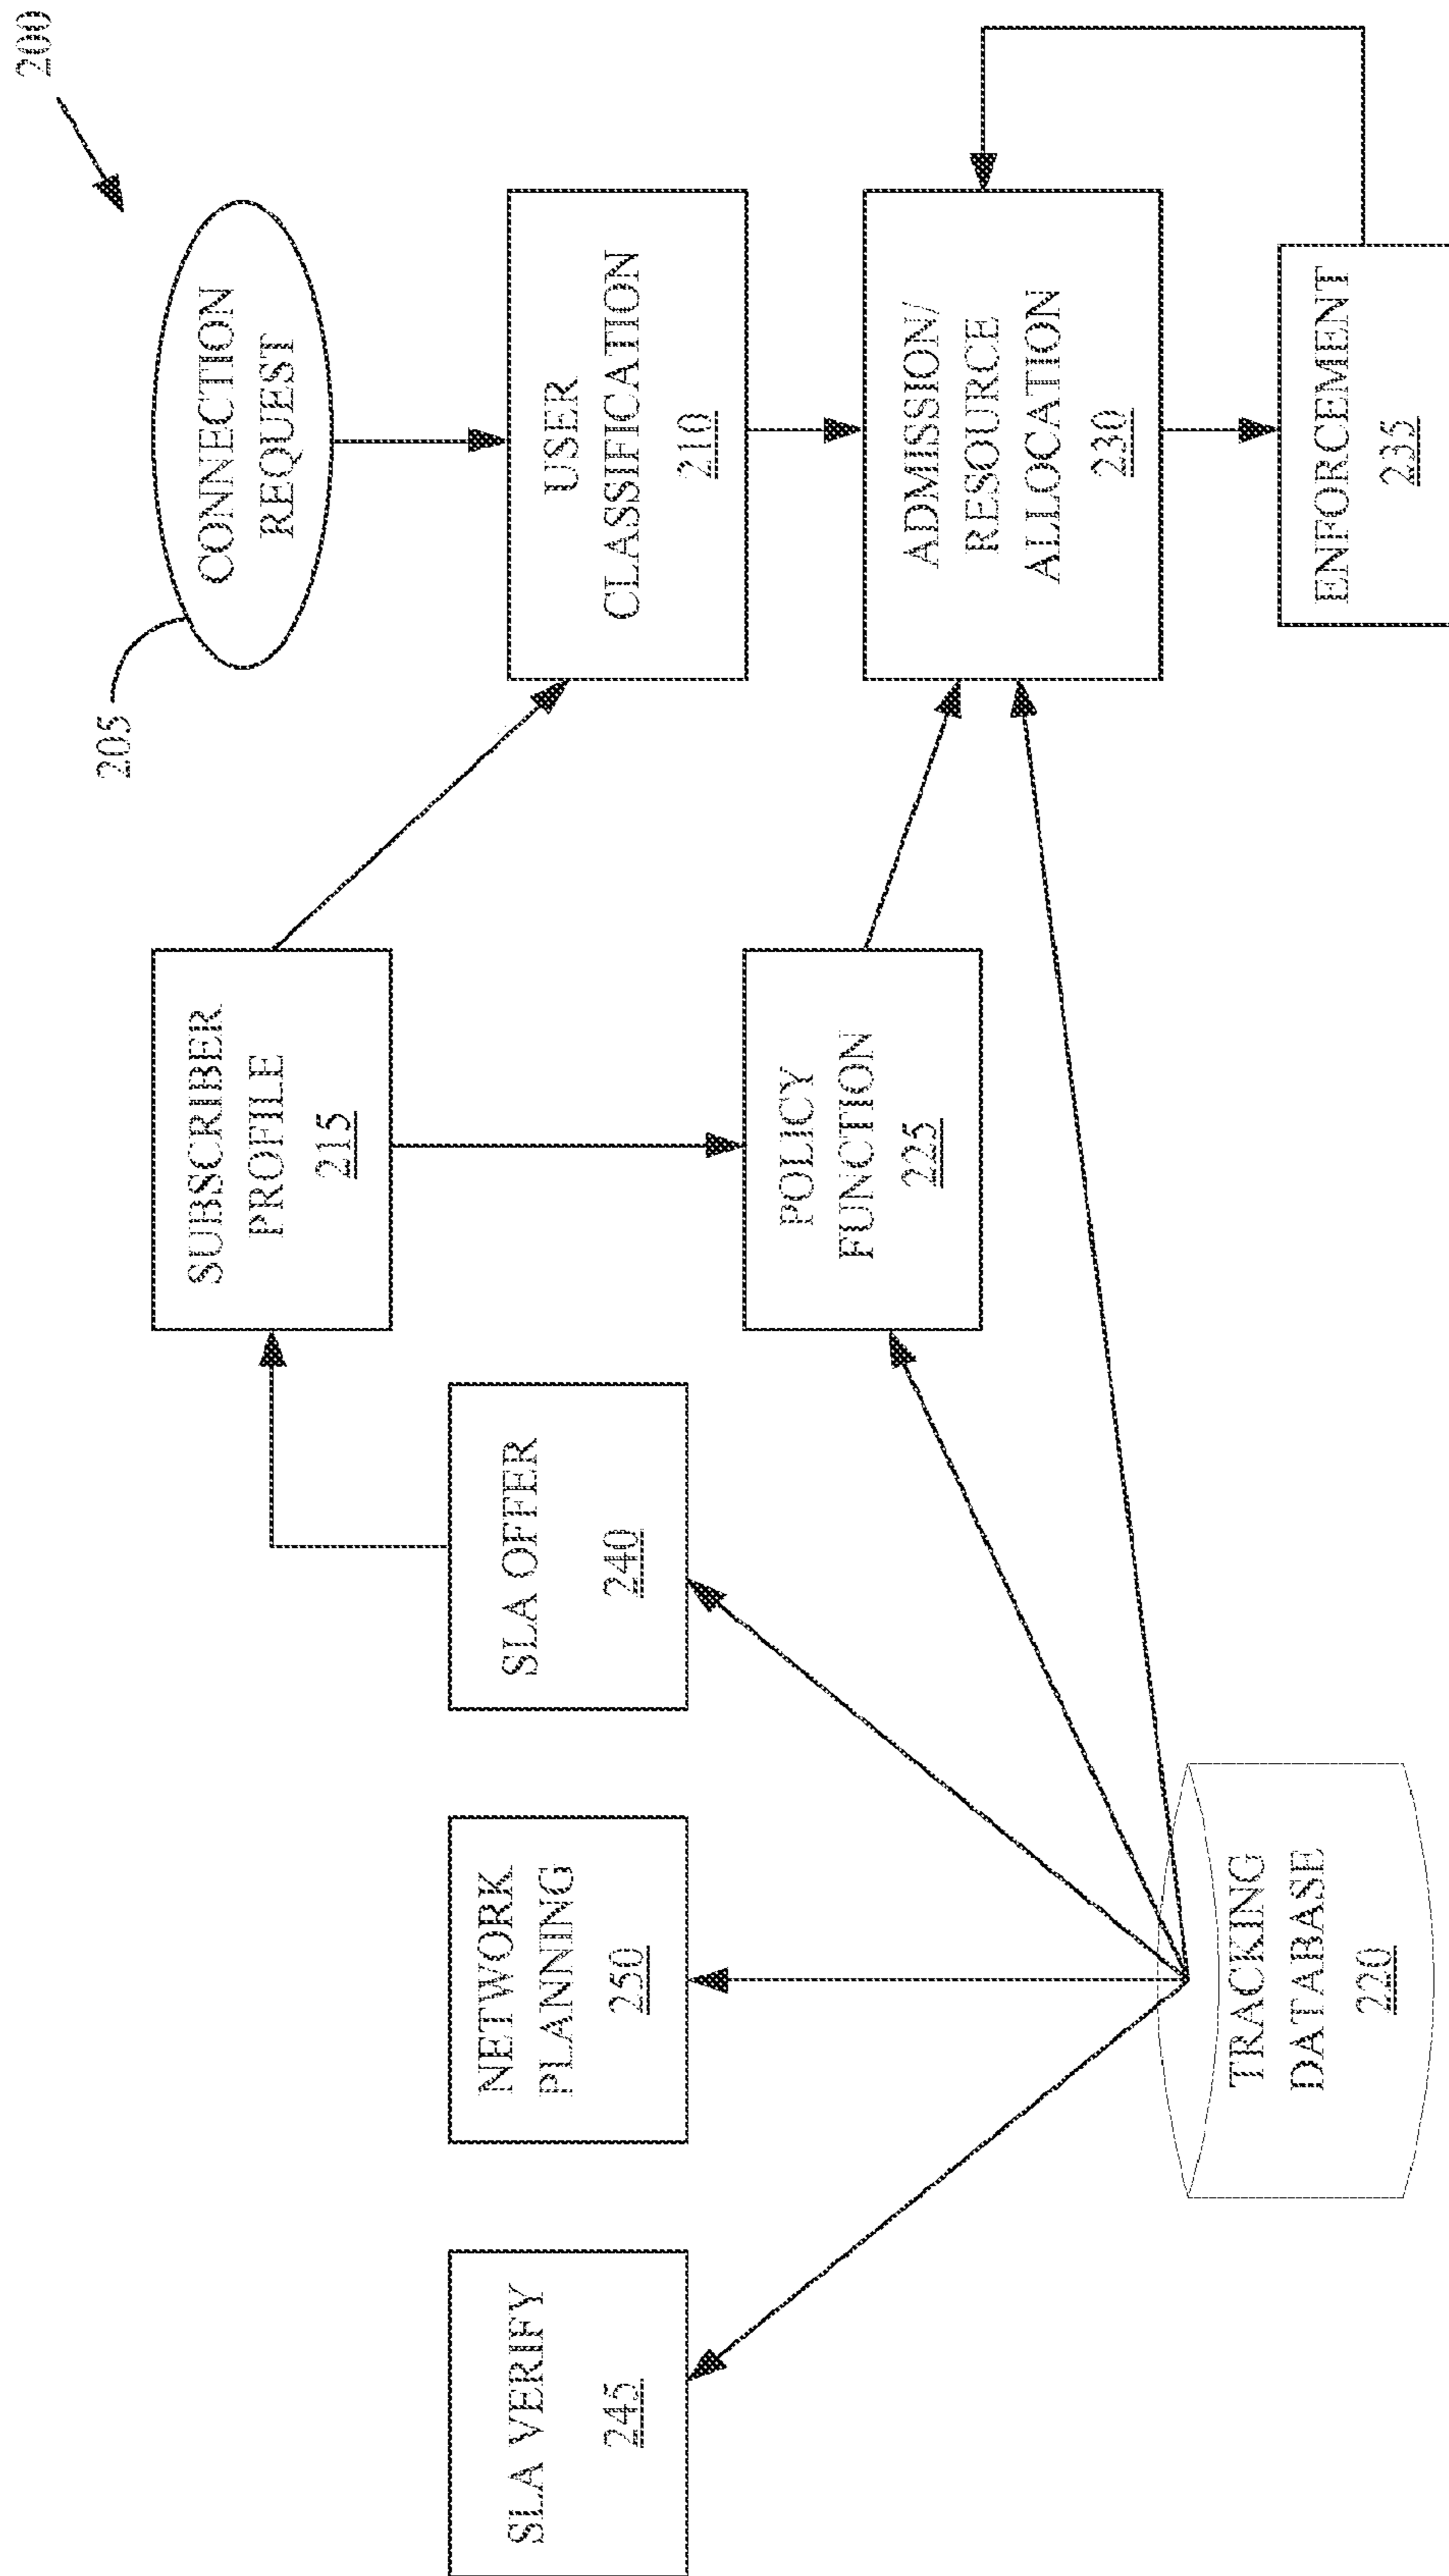 200
205
CONNECTION
REQUEST
SUBSCRIBER
PROFILE
215
SLA VERIFY
245
NETWORK
PLANNING
250
SLA OFFER
240
USER
CLASSIFICATION
210
POLICY
FUNCTION
225
ADMISSION/
RESOURCE
ALLOCATION
230
TRACKING
DATABASE
220
ENFORCEMENT
235